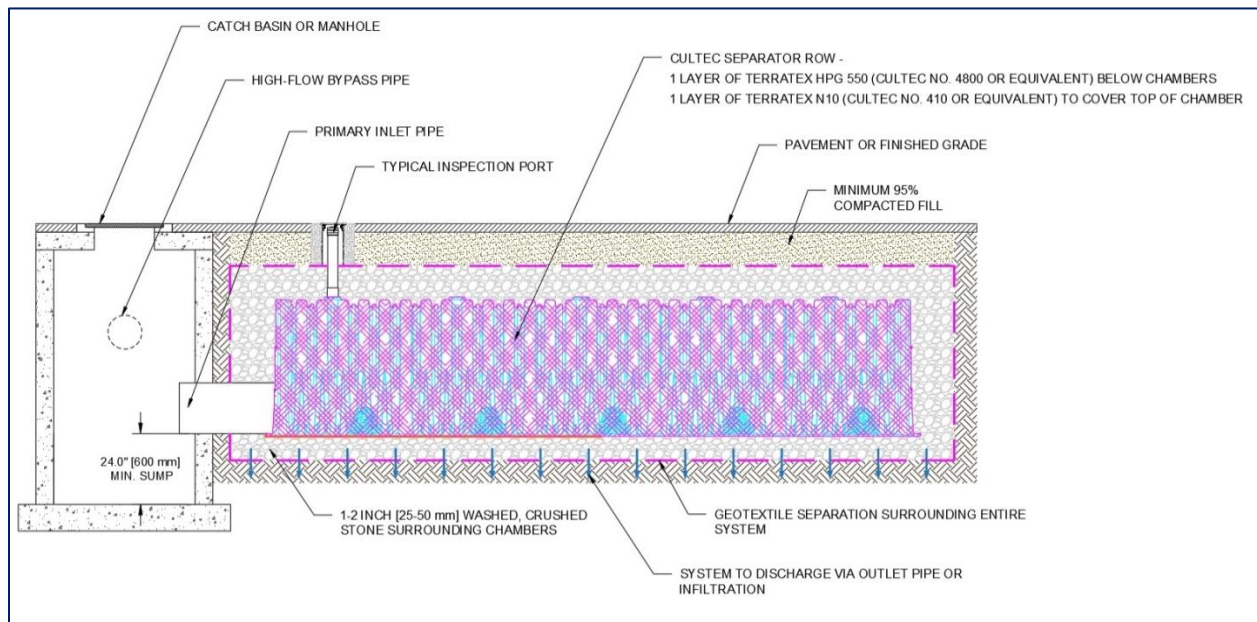 CATCH BASIN OR MANHOLE
HIGH-FLOW BYPASS PIPE
PRIMARY INLET PIPE
TYPICAL INSPECTION PORT
CULTEC SEPARATOR ROW -
1 LAYER OF TERRATEX HPG 550 (CULTEC NO. 4800 OR EQUIVALENT) BELOW CHAMBERS
1 LAYER OF TERRATEX N10 (CULTEC NO. 410 OR EQUIVALENT) TO COVER TOP OF CHAMBER
PAVEMENT OR FINISHED GRADE
MINIMUM 95%
COMPACTED FILL
24.0" [600 mm]
MIN. SUMP
1-2 INCH [25-50 mm] WASHED, CRUSHED
STONE SURROUNDING CHAMBERS
GEOTEXTILE SEPARATION SURROUNDING ENTIRE
SYSTEM
SYSTEM TO DISCHARGE VIA OUTLET PIPE OR
INFILTRATION